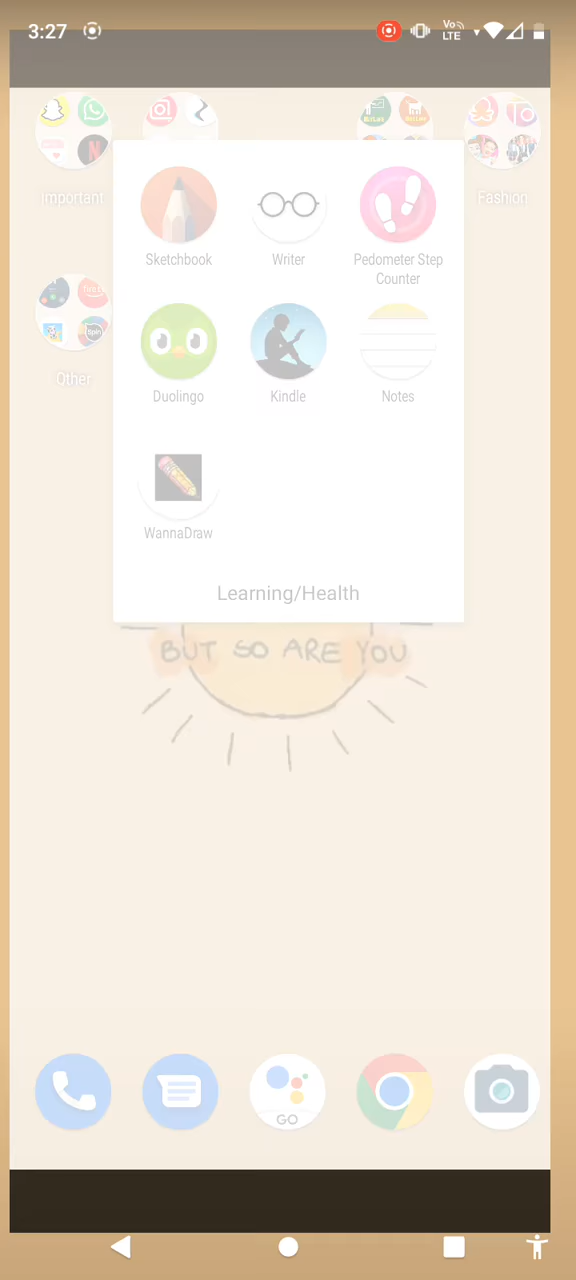 3:27
Vo
LTE
Important
Fashion
Sketchbook
Writer
Pedometer Step
Counter
Duolingo
Kindle
Notes
Other
WannaDraw
Learning/Health
BUT SO ARE YOU
GO